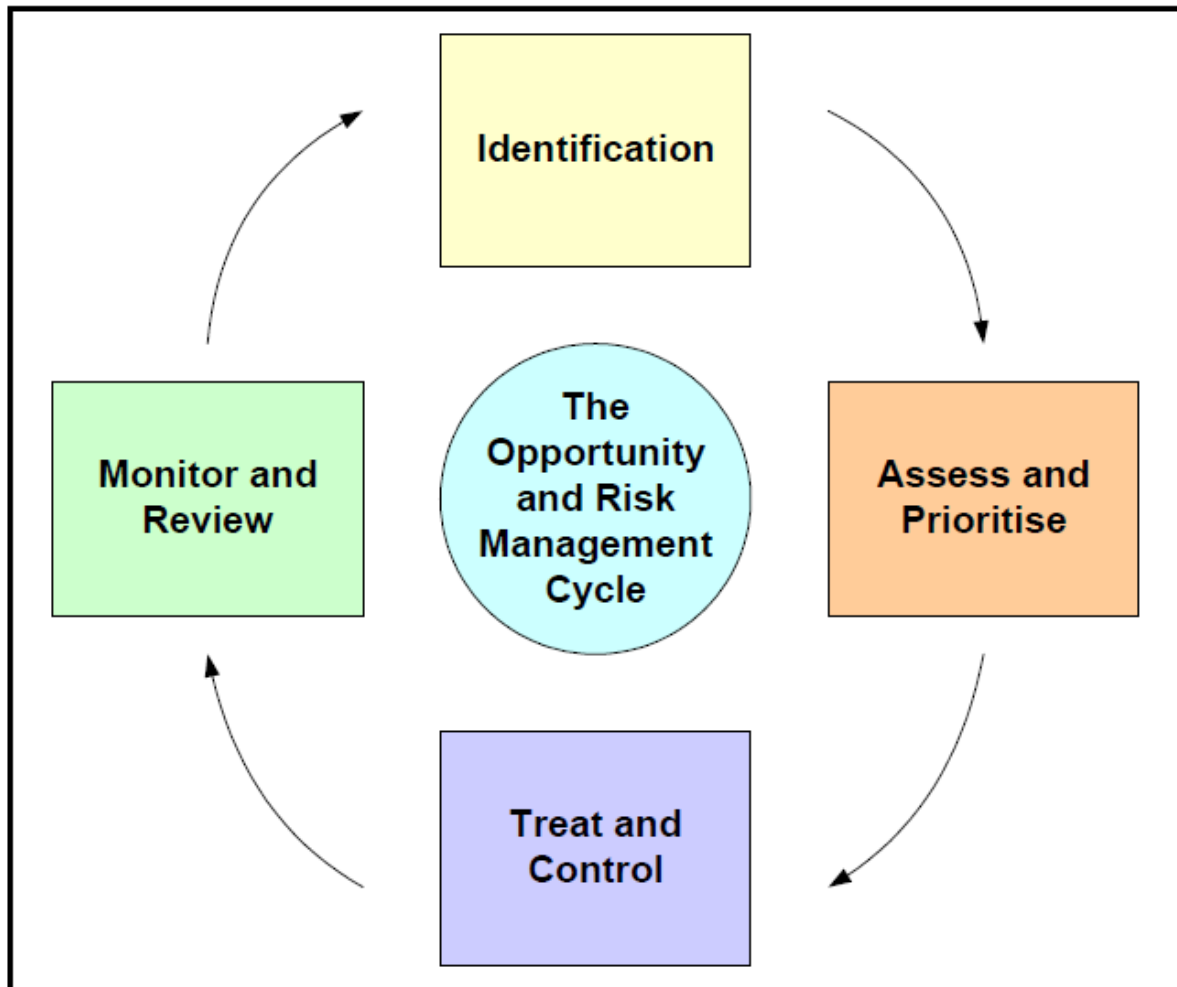 Identification
The
Opportunity
and Risk
Management
Cycle
Monitor and
Review
Assess and
Prioritise
Treat and
Control